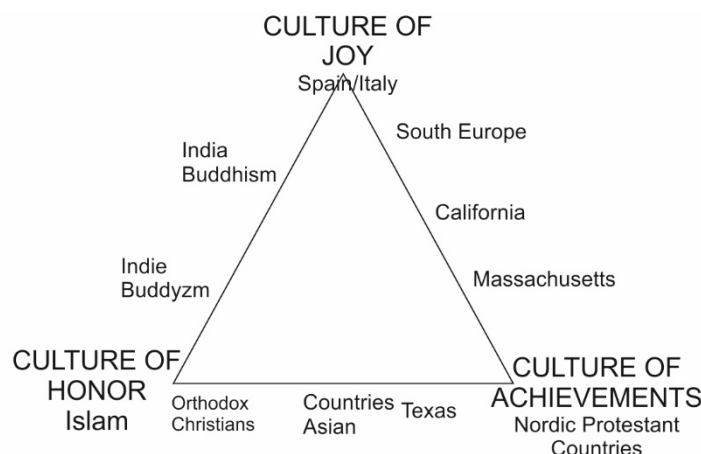 CULTURE OF
JOY
Spain/Italy
South Europe
India
Buddhism
California
Indie
Buddyzm
Massachusetts
CULTURE OF
HONOR
Islam
Orthodox
Christians
Countries
Asian
Texas
CULTURE OF
ACHIEVEMENTS
Nordic Protestant
Countries